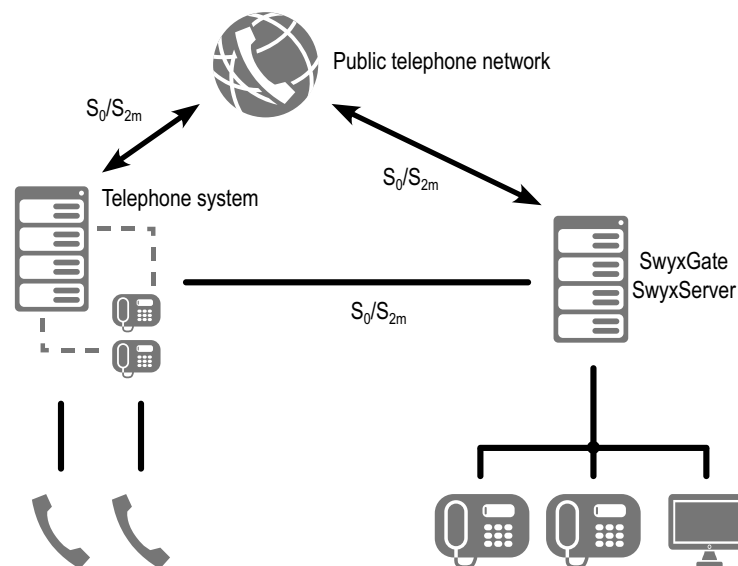 Public telephone network
S₀/S₂ₘ
S₀/S₂ₘ
Telephone system
SwyxGate
SwyxServer
S₀/S₂ₘ